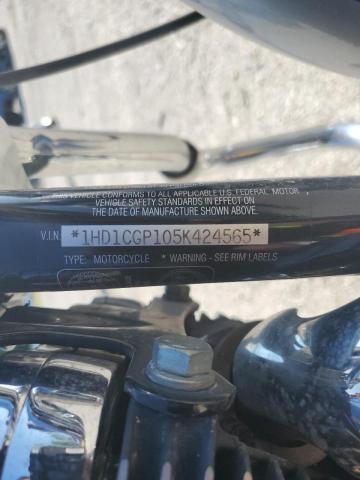 THIS VEHICLE CONFORMS TO ALL APPLICABLE U.S. FEDERAL MOTOR
VEHICLE SAFETY STANDARDS IN EFFECT ON THE
DATE OF MANUFACTURE SHOWN ABOVE.
V.I.N. *1HD1CGP105K424565*
TYPE: MOTORCYCLE * WARNING - SEE RIM LABELS